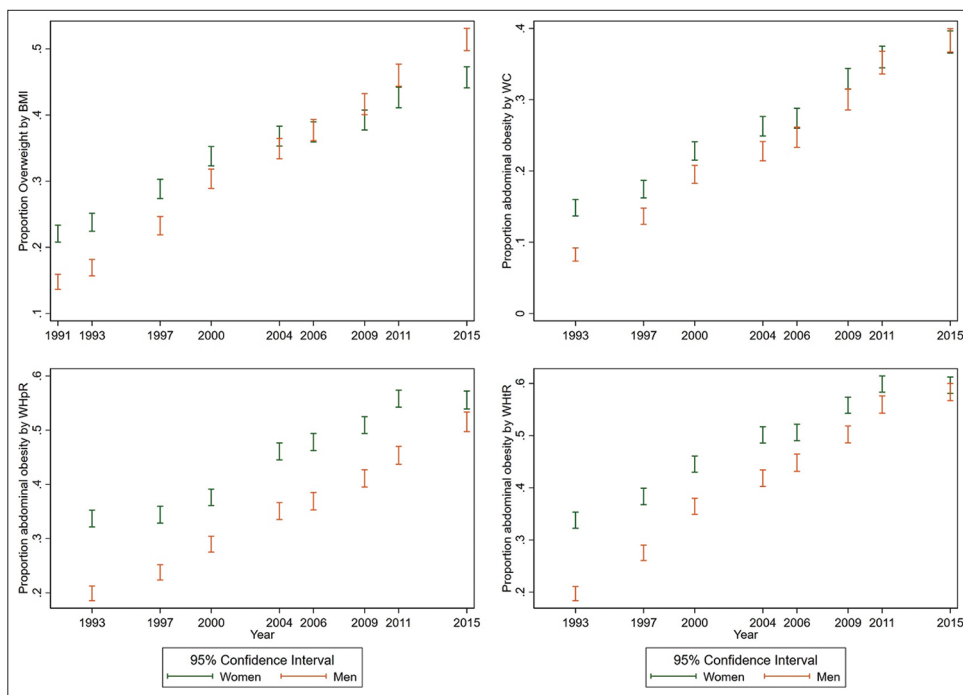 Proportion Overweight by BMI
.5
.4
.3
.2
.1
1991 1993 1997 2000 2004 2006 2009 2011 2015
Proportion abdominal obesity by WC
.4
.3
.2
.1
0
1993 1997 2000 2004 2006 2009 2011 2015
Proportion abdominal obesity by WHpR
.6
.5
.4
.3
.2
1993 1997 2000 2004 2006 2009 2011 2015
Year
Proportion abdominal obesity by WHtR
.6
.5
.4
.3
.2
1993 1997 2000 2004 2006 2009 2011 2015
Year
95% Confidence Interval
Women Men
95% Confidence Interval
Women Men